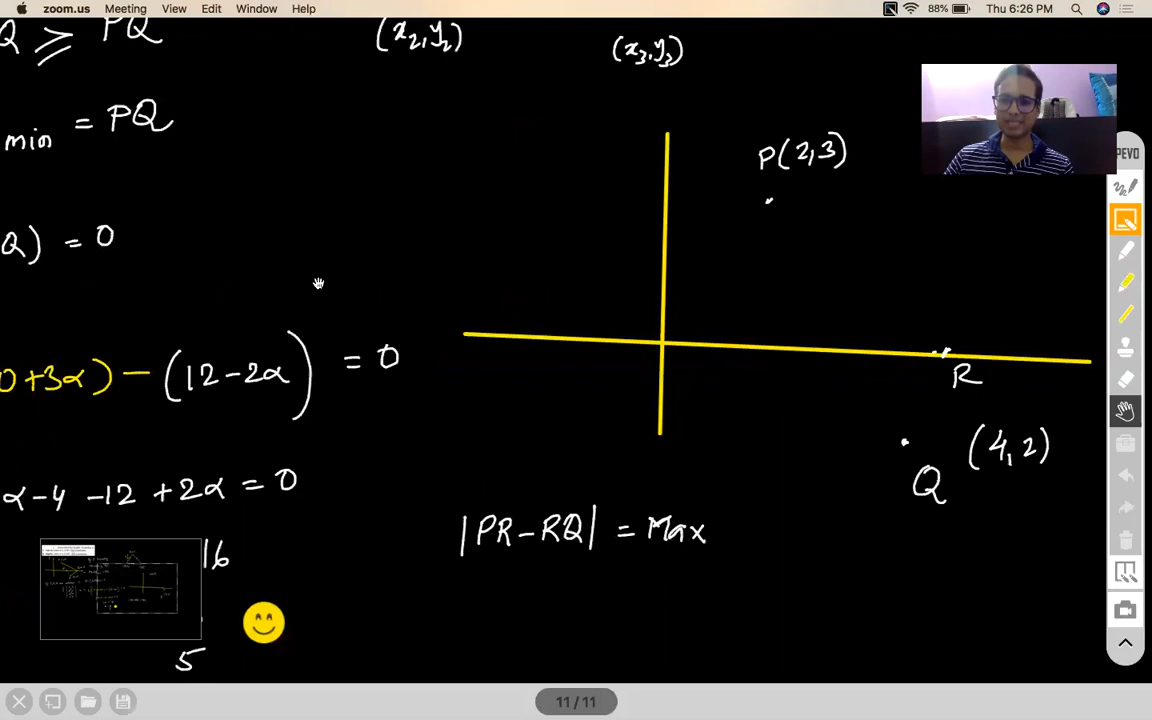 zoom.us Meeting View Edit Window Help 88% Thu 6:26 PM
Q ≥ PQ
(x₂,y₂)
(x₃,y₃)
min = PQ
P(2,3)
EPVO
Q) = 0
0+3α) - (12-2α) = 0
R
Q (4,2)
α-4 -12 +2α = 0
|PR-RQ| = Max
16
5
11 / 11